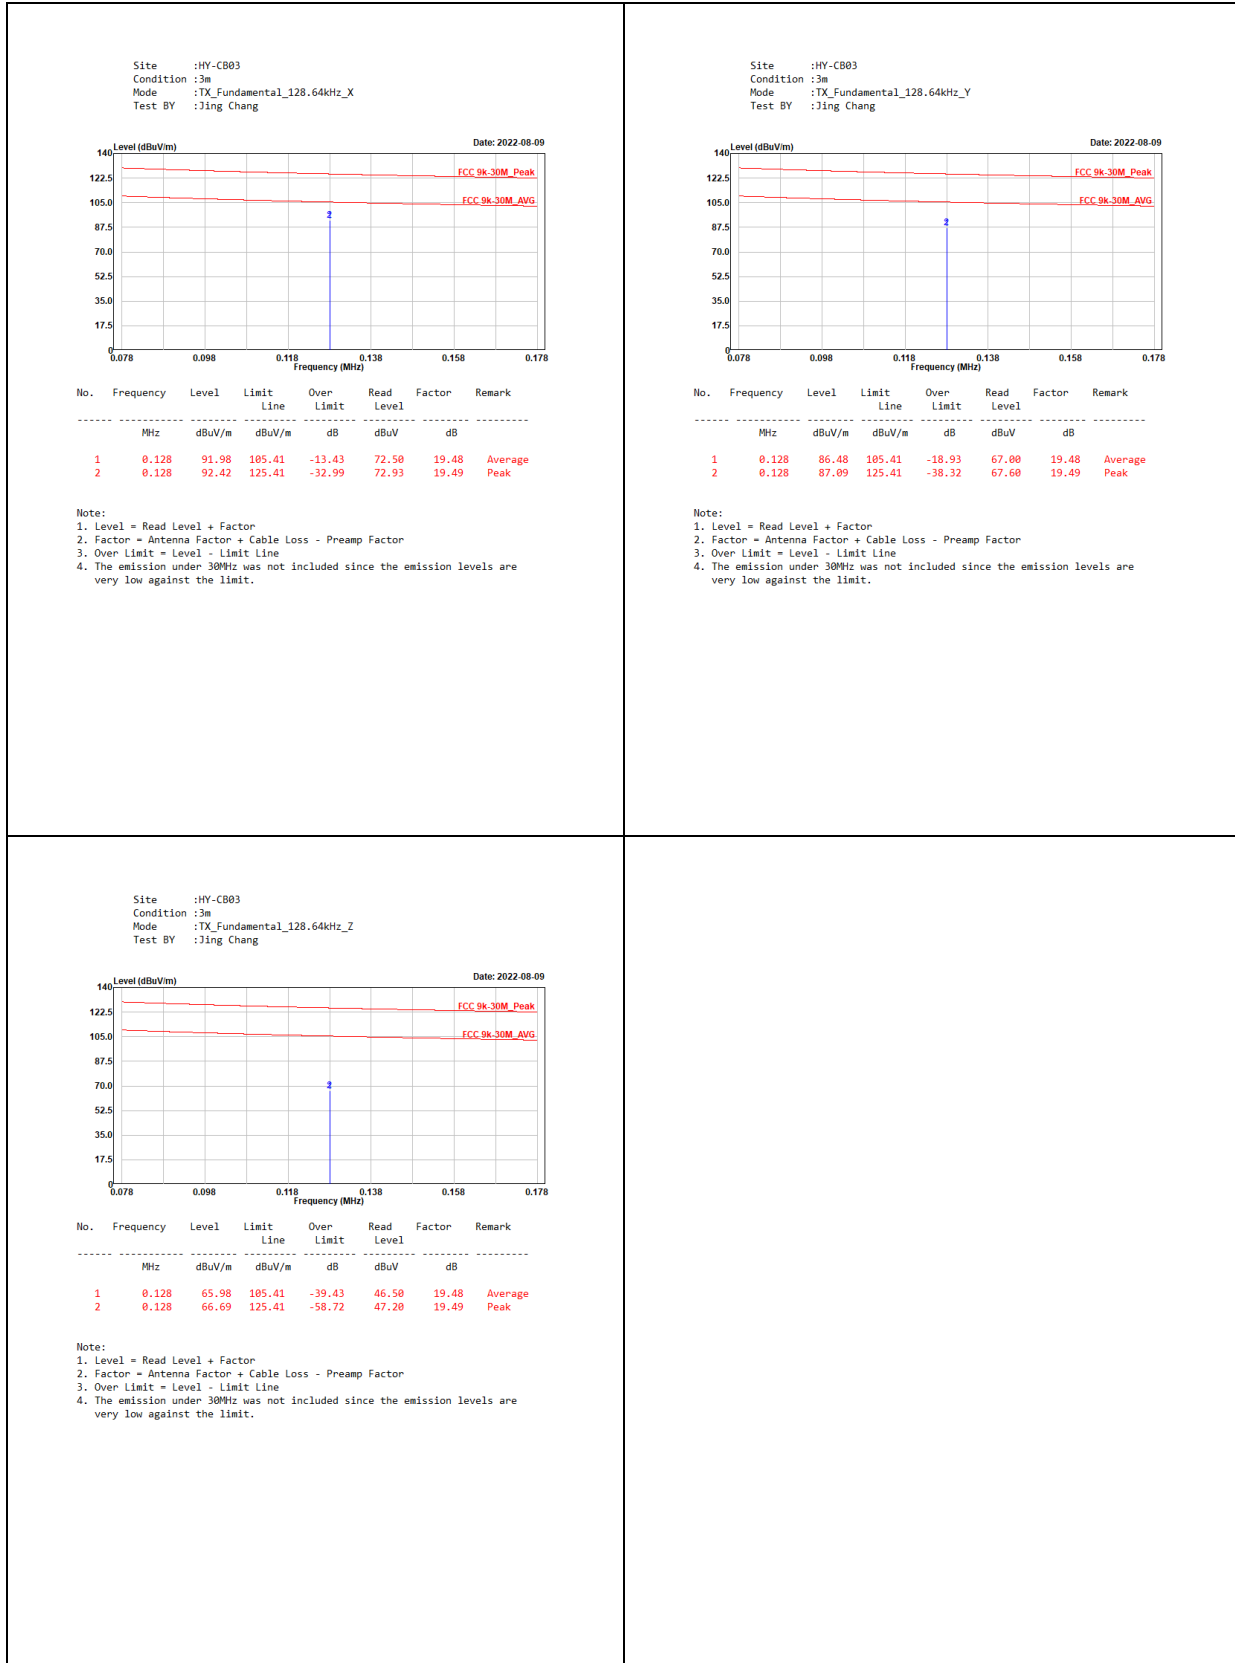 Site :HY-CB03
Condition :3m
Mode :TX_Fundamental_128.64kHz_X
Test BY :Jing Chang
Level (dBuV/m) Date: 2022-08-09
140
122.5 FCC 9k-30M_Peak
105.0 FCC 9k-30M_AVG
2
87.5
70.0
52.5
35.0
17.5
0
0.078 0.098 0.118 0.138 0.158 0.178
Frequency (MHz)
No. Frequency Level Limit Over Read Factor Remark
Line Limit Level
------ ----------- -------- --------- --------- --------- -------- ---------
MHz dBuV/m dBuV/m dB dBuV dB
1 0.128 91.98 105.41 -13.43 72.50 19.48 Average
2 0.128 92.42 125.41 -32.99 72.93 19.49 Peak
Note:
1. Level = Read Level + Factor
2. Factor = Antenna Factor + Cable Loss - Preamp Factor
3. Over Limit = Level - Limit Line
4. The emission under 30MHz was not included since the emission levels are
very low against the limit.
Site :HY-CB03
Condition :3m
Mode :TX_Fundamental_128.64kHz_Y
Test BY :Jing Chang
Level (dBuV/m) Date: 2022-08-09
140
122.5 FCC 9k-30M_Peak
105.0 FCC 9k-30M_AVG
2
87.5
70.0
52.5
35.0
17.5
0
0.078 0.098 0.118 0.138 0.158 0.178
Frequency (MHz)
No. Frequency Level Limit Over Read Factor Remark
Line Limit Level
------ ----------- -------- --------- --------- --------- -------- ---------
MHz dBuV/m dBuV/m dB dBuV dB
1 0.128 86.48 105.41 -18.93 67.00 19.48 Average
2 0.128 87.09 125.41 -38.32 67.60 19.49 Peak
Note:
1. Level = Read Level + Factor
2. Factor = Antenna Factor + Cable Loss - Preamp Factor
3. Over Limit = Level - Limit Line
4. The emission under 30MHz was not included since the emission levels are
very low against the limit.
Site :HY-CB03
Condition :3m
Mode :TX_Fundamental_128.64kHz_Z
Test BY :Jing Chang
Level (dBuV/m) Date: 2022-08-09
140
122.5 FCC 9k-30M_Peak
105.0 FCC 9k-30M_AVG
87.5
70.0 2
52.5
35.0
17.5
0
0.078 0.098 0.118 0.138 0.158 0.178
Frequency (MHz)
No. Frequency Level Limit Over Read Factor Remark
Line Limit Level
------ ----------- -------- --------- --------- --------- -------- ---------
MHz dBuV/m dBuV/m dB dBuV dB
1 0.128 65.98 105.41 -39.43 46.50 19.48 Average
2 0.128 66.69 125.41 -58.72 47.20 19.49 Peak
Note:
1. Level = Read Level + Factor
2. Factor = Antenna Factor + Cable Loss - Preamp Factor
3. Over Limit = Level - Limit Line
4. The emission under 30MHz was not included since the emission levels are
very low against the limit.